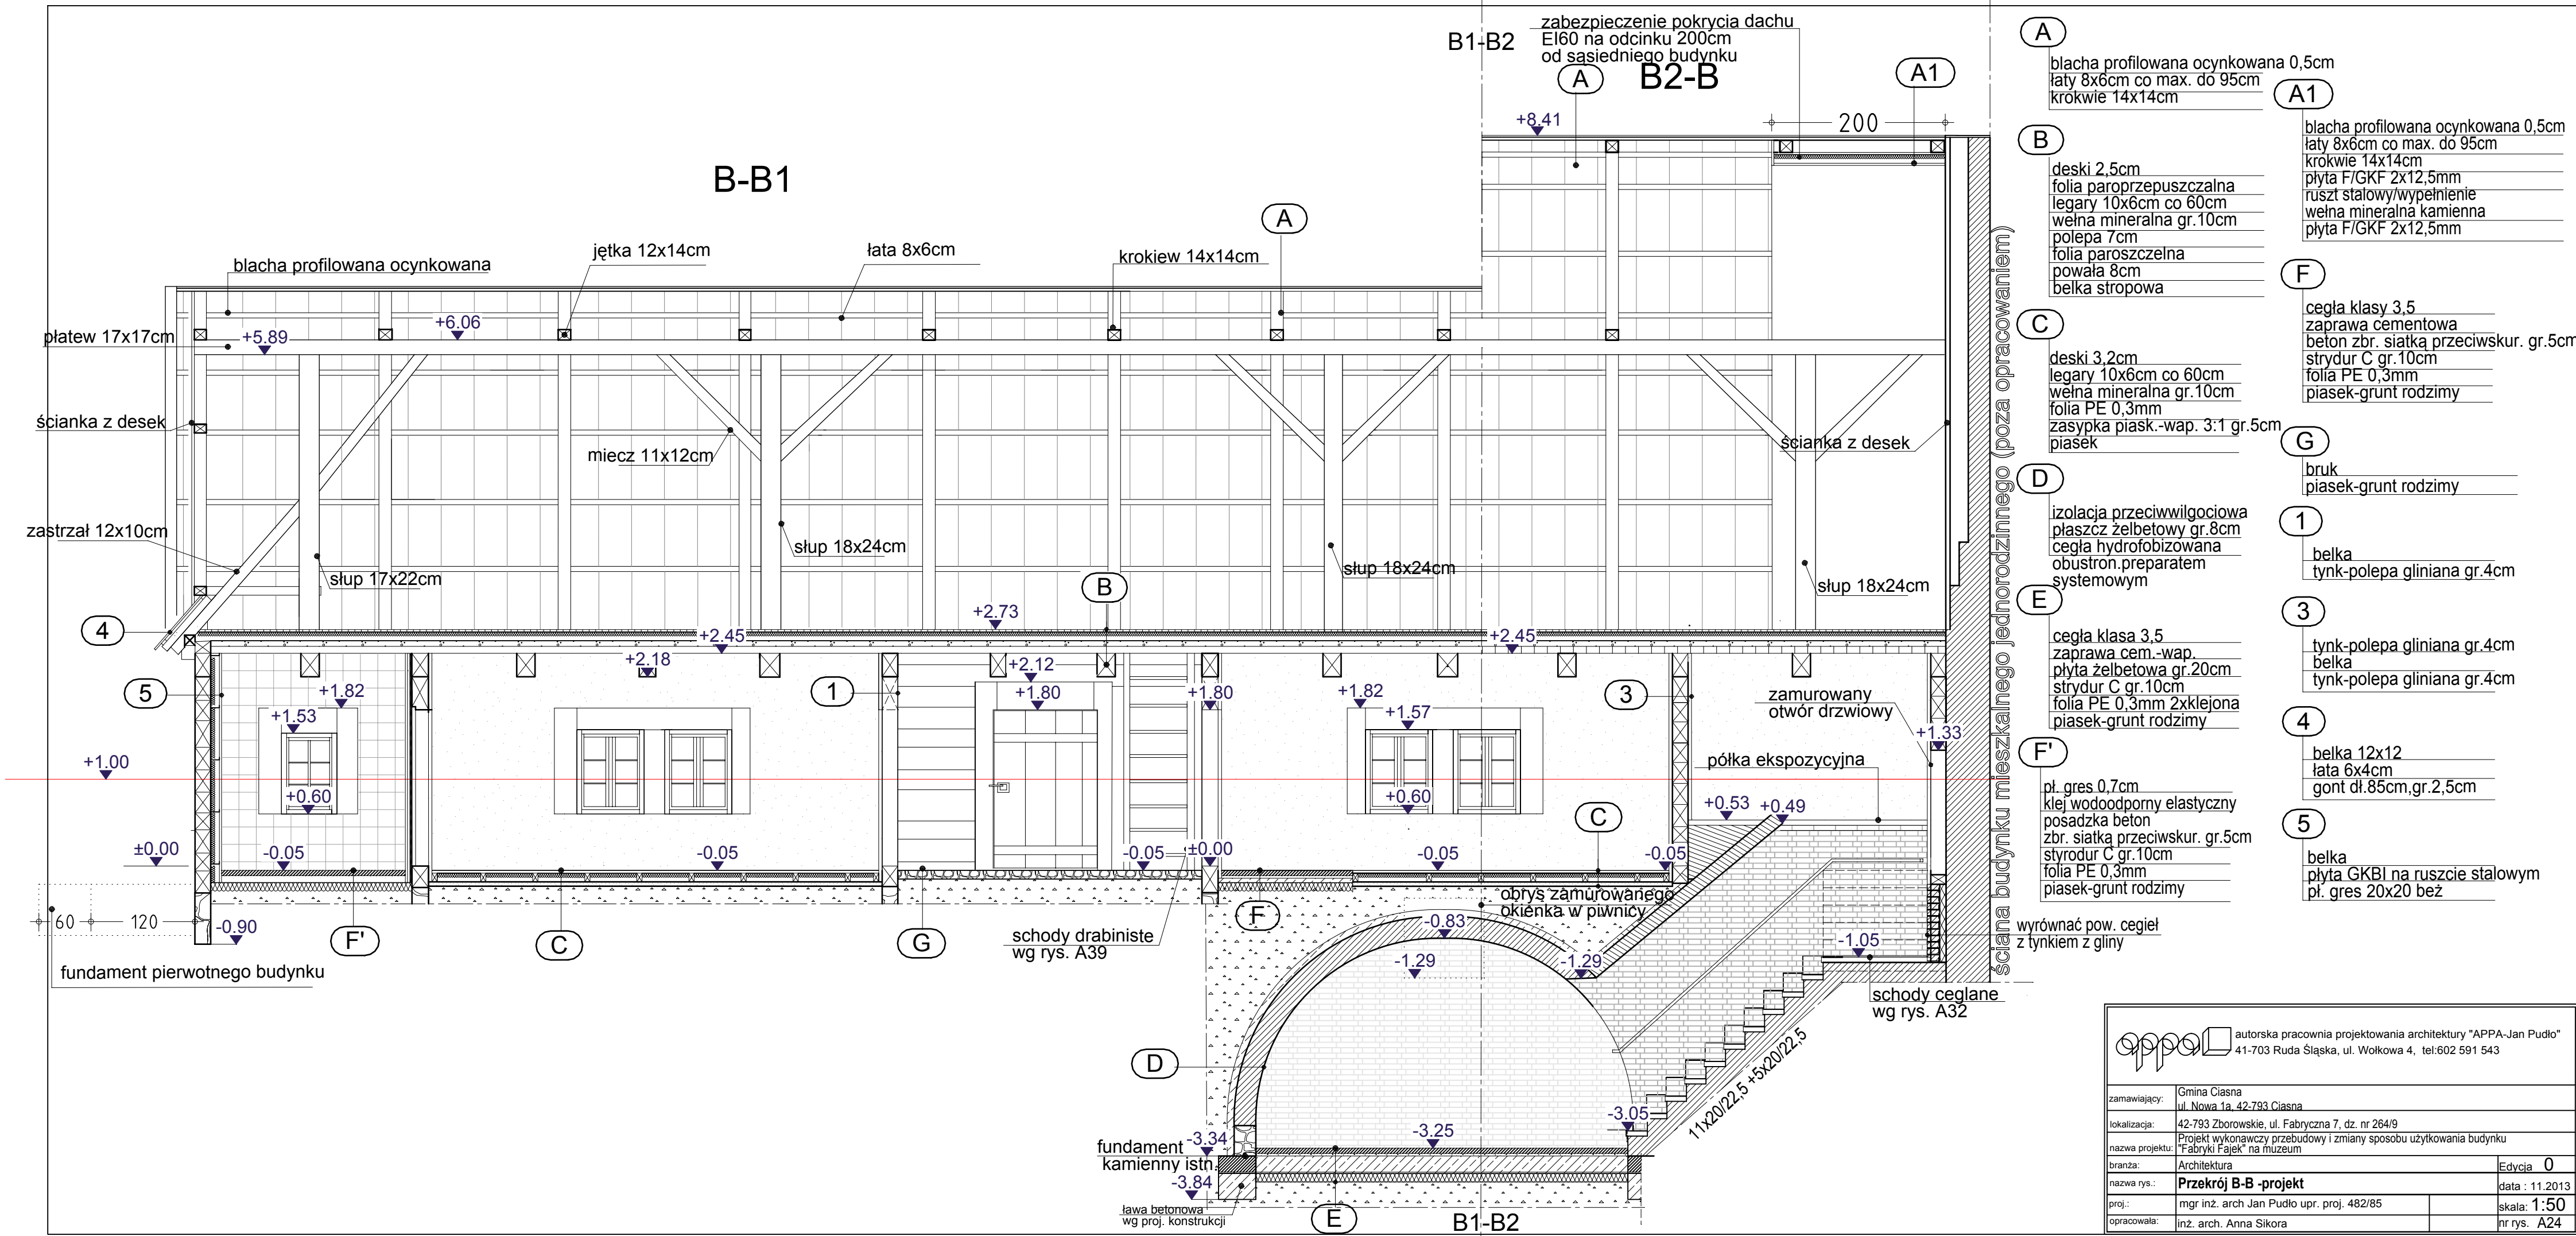 zabezpieczenie pokrycia dachu
EI60 na odcinku 200cm
od sąsiedniego budynku
B1-B2
B2-B
A
A1
+8.41
200
B-B1
A
blacha profilowana ocynkowana
jętka 12x14cm
łata 8x6cm
krokiew 14x14cm
płatew 17x17cm
+5.89
+6.06
ścianka z desek
miecz 11x12cm
ścianka z desek
zastrzał 12x10cm
słup 17x22cm
słup 18x24cm
słup 18x24cm
słup 18x24cm
B
4
+2.73
+2.45
+2.45
+2.18
+2.12
5
+1.82
+1.53
1
+1.80
+1.80
+1.82
+1.57
3
zamurowany
otwór drzwiowy
+1.33
+1.00
+0.60
+0.60
półka ekspozycyjna
+0.53
+0.49
C
±0.00
-0.05
-0.05
-0.05
±0.00
-0.05
-0.05
60
120
-0.90
F'
C
G
F
obrys zamurowanego
okienka w piwnicy
schody drabiniste
wg rys. A39
fundament pierwotnego budynku
-0.83
-1.29
-1.29
-1.05
wyrównać pow. cegieł
z tynkiem z gliny
schody ceglane
wg rys. A32
D
11x20/22,5 +5x20/22,5
-3.05
-3.25
fundament
kamienny istn.
-3.34
-3.84
ława betonowa
wg proj. konstrukcji
E
B1-B2
ściana budynku mieszkalnego jednorodzinnego (poza opracowaniem)
A
blacha profilowana ocynkowana 0,5cm
łaty 8x6cm co max. do 95cm
krokwie 14x14cm
B
deski 2,5cm
folia paroprzepuszczalna
legary 10x6cm co 60cm
wełna mineralna gr.10cm
polepa 7cm
folia paroszczelna
powała 8cm
belka stropowa
C
deski 3,2cm
legary 10x6cm co 60cm
wełna mineralna gr.10cm
folia PE 0,3mm
zasypka piask.-wap. 3:1 gr.5cm
piasek
D
izolacja przeciwwilgociowa
płaszcz żelbetowy gr.8cm
cegła hydrofobizowana
obustron.preparatem
systemowym
E
cegła klasa 3,5
zaprawa cem.-wap.
płyta żelbetowa gr.20cm
strydur C gr.10cm
folia PE 0,3mm 2xklejona
piasek-grunt rodzimy
F'
pł. gres 0,7cm
klej wodoodporny elastyczny
posadzka beton
zbr. siatką przeciwskur. gr.5cm
styrodur C gr.10cm
folia PE 0,3mm
piasek-grunt rodzimy
A1
blacha profilowana ocynkowana 0,5cm
łaty 8x6cm co max. do 95cm
krokwie 14x14cm
płyta F/GKF 2x12,5mm
ruszt stalowy/wypełnienie
wełna mineralna kamienna
płyta F/GKF 2x12,5mm
F
cegła klasy 3,5
zaprawa cementowa
beton zbr. siatką przeciwskur. gr.5cm
strydur C gr.10cm
folia PE 0,3mm
piasek-grunt rodzimy
G
bruk
piasek-grunt rodzimy
1
belka
tynk-polepa gliniana gr.4cm
3
tynk-polepa gliniana gr.4cm
belka
tynk-polepa gliniana gr.4cm
4
belka 12x12
łata 6x4cm
gont dł.85cm,gr.2,5cm
5
belka
płyta GKBI na ruszcie stalowym
pł. gres 20x20 beż
appa
autorska pracownia projektowania architektury "APPA-Jan Pudło"
41-703 Ruda Śląska, ul. Wołkowa 4, tel:602 591 543
zamawiający: Gmina Ciasna
ul. Nowa 1a, 42-793 Ciasna
lokalizacja: 42-793 Zborowskie, ul. Fabryczna 7, dz. nr 264/9
nazwa projektu: Projekt wykonawczy przebudowy i zmiany sposobu użytkowania budynku
"Fabryki Fajek" na muzeum
branża: Architektura Edycja 0
nazwa rys.: Przekrój B-B -projekt data : 11.2013
proj.: mgr inż. arch Jan Pudło upr. proj. 482/85 skala: 1:50
opracowała: inż. arch. Anna Sikora nr rys. A24